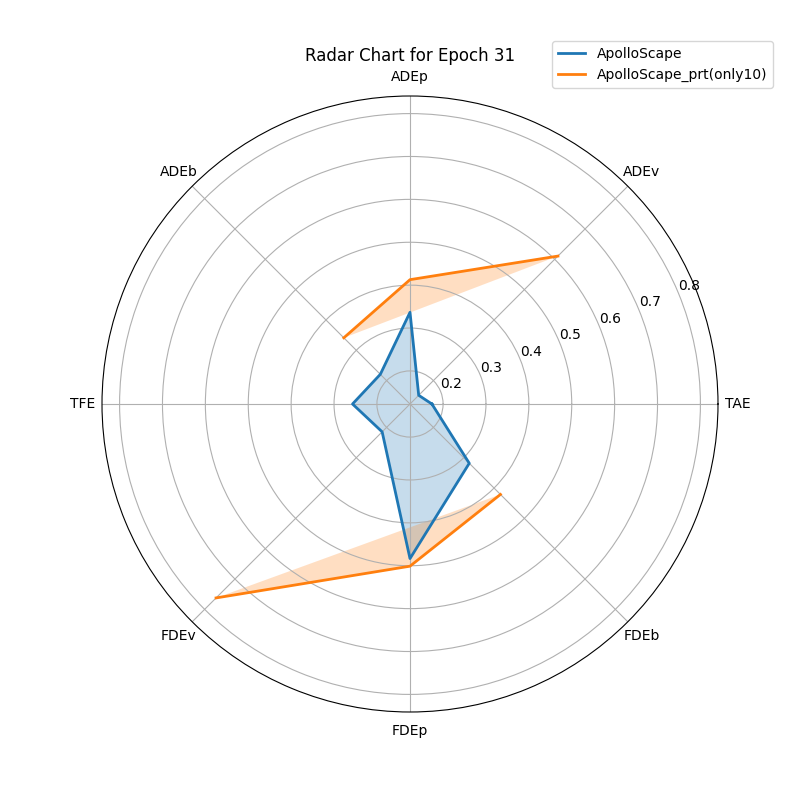 Radar Chart for Epoch 31
ApolloScape
ApolloScape_prt(only10)
ADEp
ADEb
ADEv
0.8
0.7
0.6
0.5
0.4
0.3
0.2
TFE
TAE
FDEv
FDEb
FDEp